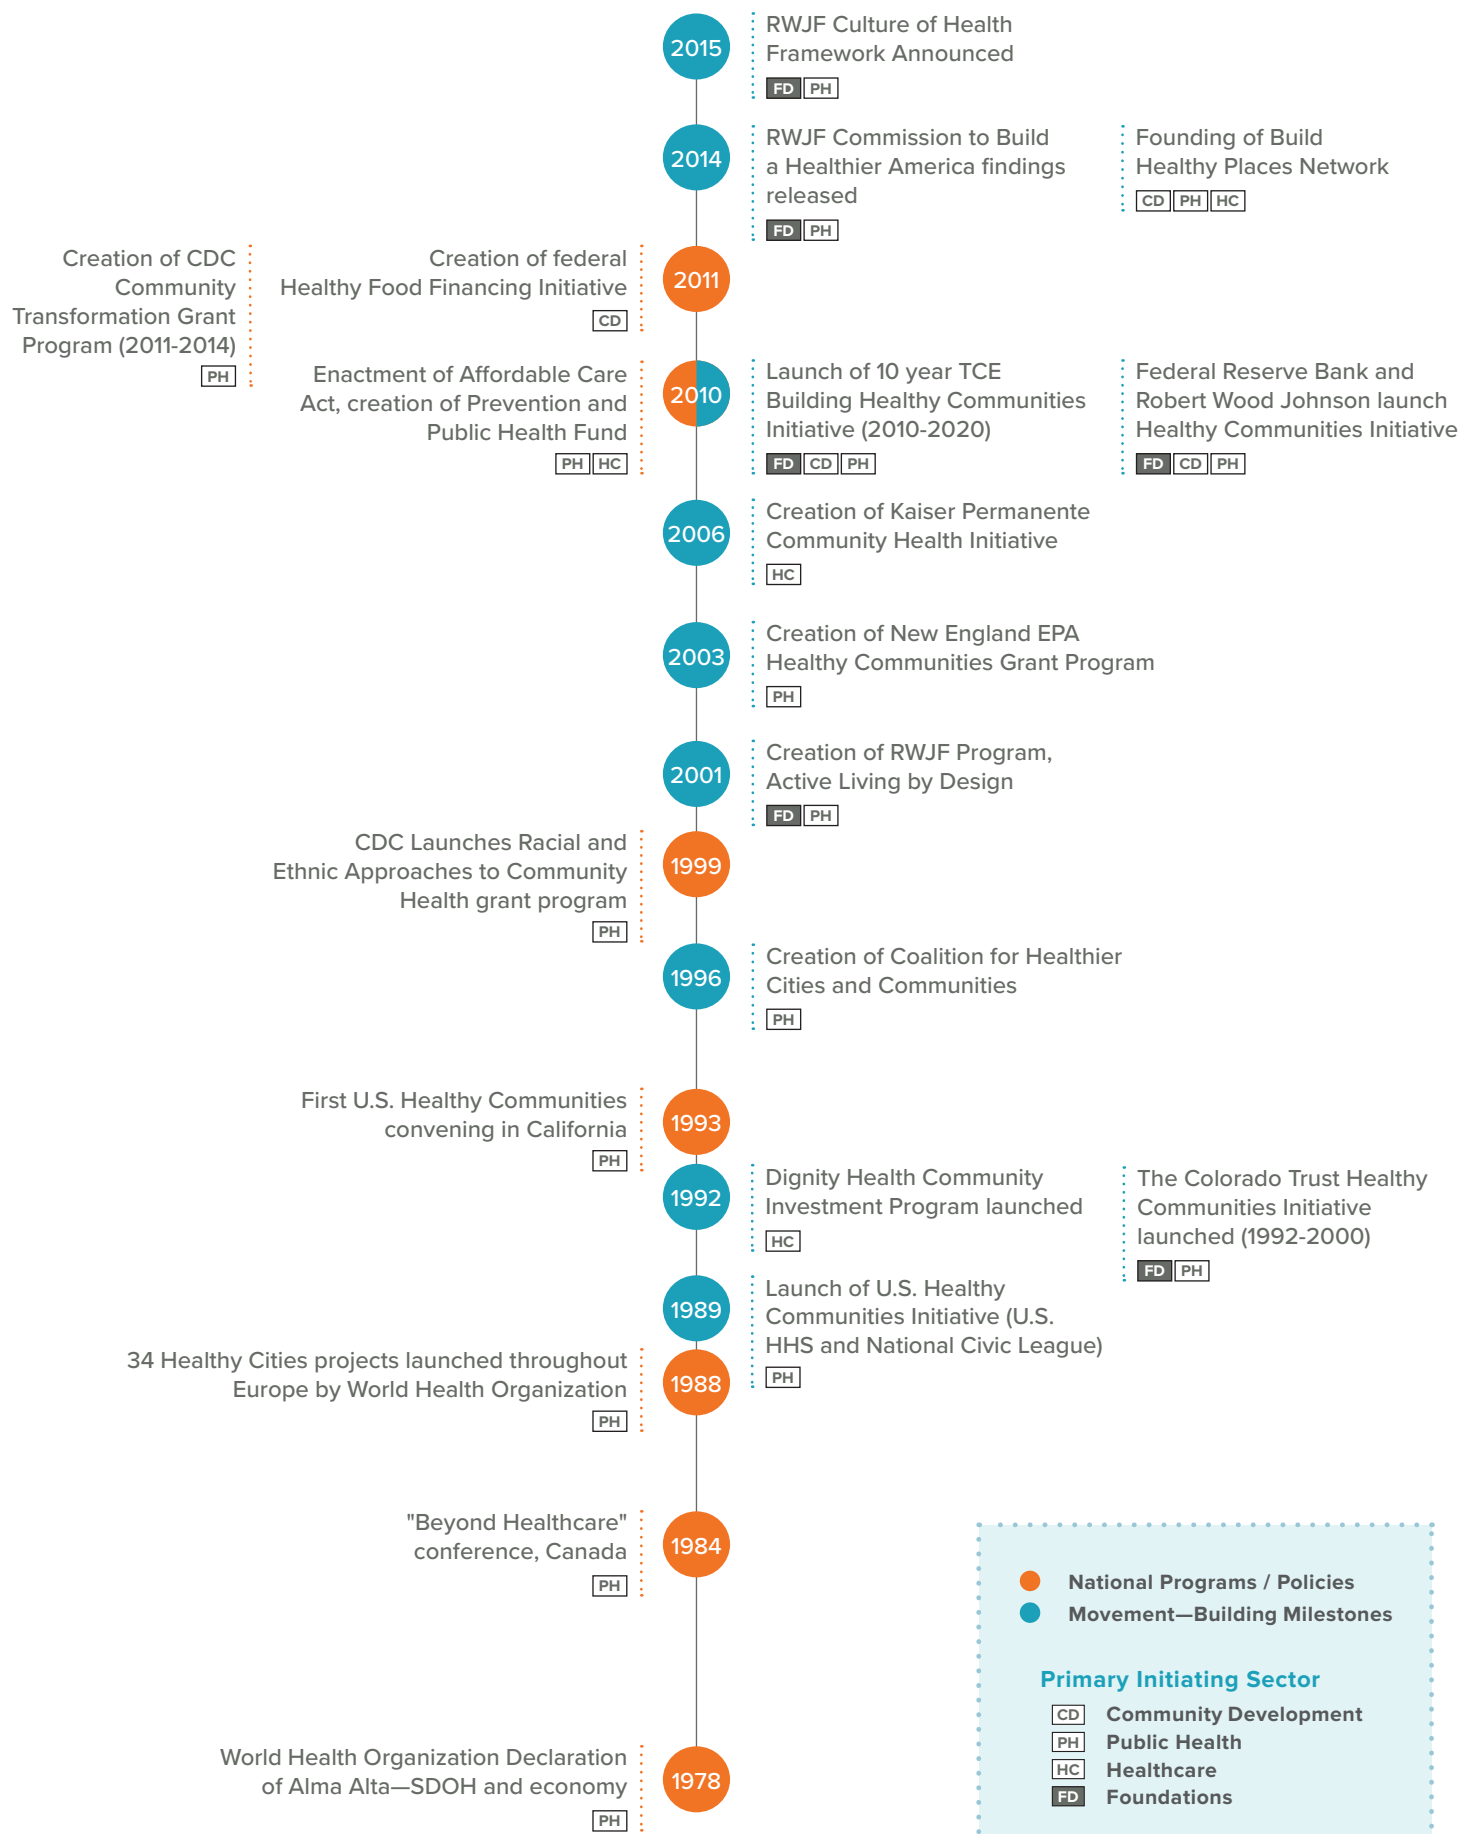 2015
RWJF Culture of Health
Framework Announced
FD PH
2014
RWJF Commission to Build
a Healthier America findings
released
FD PH
Founding of Build
Healthy Places Network
CD PH HC
Creation of CDC
Community
Transformation Grant
Program (2011-2014)
PH
Creation of federal
Healthy Food Financing Initiative
CD
2011
Enactment of Affordable Care
Act, creation of Prevention and
Public Health Fund
PH HC
2010
Launch of 10 year TCE
Building Healthy Communities
Initiative (2010-2020)
FD CD PH
Federal Reserve Bank and
Robert Wood Johnson launch
Healthy Communities Initiative
FD CD PH
2006
Creation of Kaiser Permanente
Community Health Initiative
HC
2003
Creation of New England EPA
Healthy Communities Grant Program
PH
2001
Creation of RWJF Program,
Active Living by Design
FD PH
CDC Launches Racial and
Ethnic Approaches to Community
Health grant program
PH
1999
1996
Creation of Coalition for Healthier
Cities and Communities
PH
First U.S. Healthy Communities
convening in California
PH
1993
1992
Dignity Health Community
Investment Program launched
HC
The Colorado Trust Healthy
Communities Initiative
launched (1992-2000)
FD PH
1989
Launch of U.S. Healthy
Communities Initiative (U.S.
HHS and National Civic League)
PH
34 Healthy Cities projects launched throughout
Europe by World Health Organization
PH
1988
"Beyond Healthcare"
conference, Canada
PH
1984
World Health Organization Declaration
of Alma Alta—SDOH and economy
PH
1978
National Programs / Policies
Movement—Building Milestones
Primary Initiating Sector
CD Community Development
PH Public Health
HC Healthcare
FD Foundations